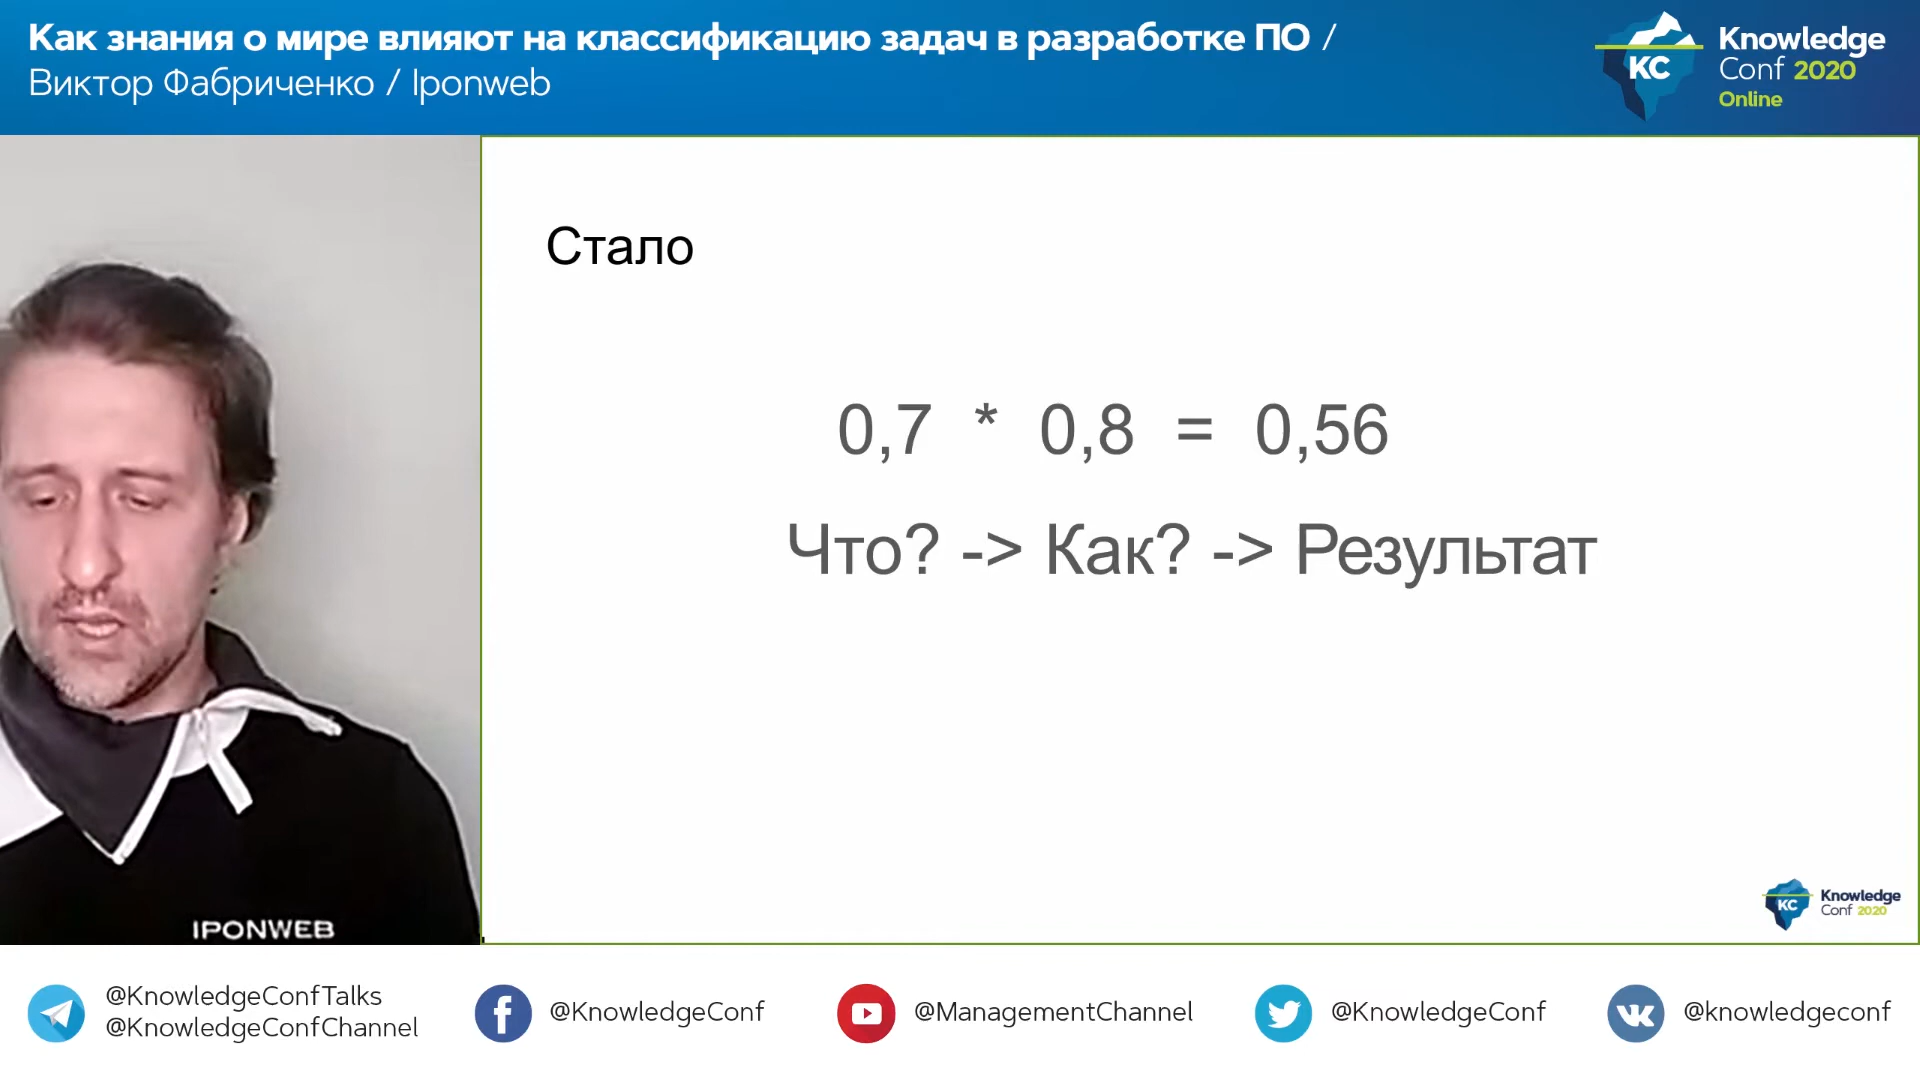 Как знания о мире влияют на классификацию задач в разработке ПО /
Виктор Фабриченко / Iponweb
KC
Knowledge
Conf 2020
Online
Стало
0,7 * 0,8 = 0,56
Что? -> Как? -> Результат
IPONWEB
KC
Knowledge
Conf 2020
@KnowledgeConfTalks
@KnowledgeConfChannel
@KnowledgeConf
@ManagementChannel
@KnowledgeConf
@knowledgeconf